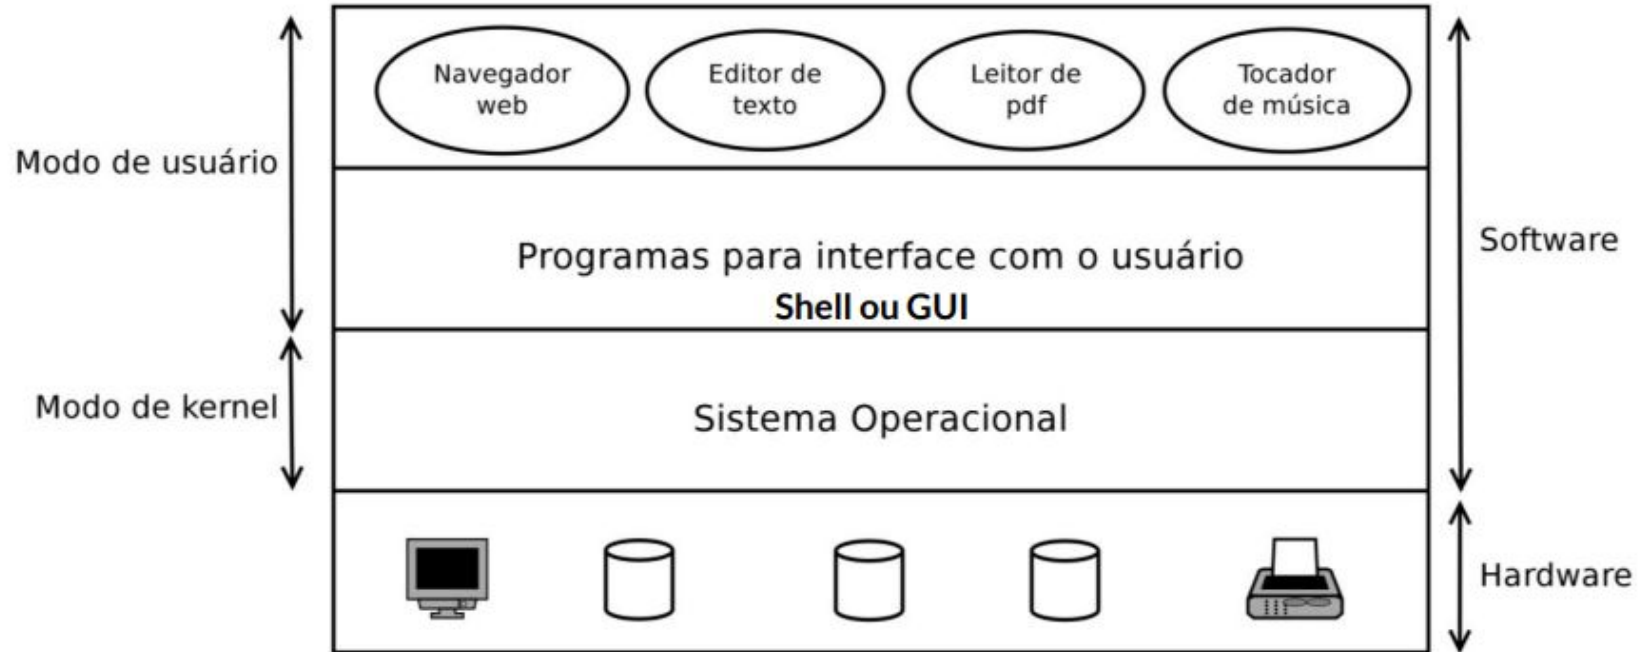 Navegador
web
Editor de
texto
Leitor de
pdf
Tocador
de música
Modo de usuário
Programas para interface com o usuário
Shell ou GUI
Software
Modo de kernel
Sistema Operacional
Hardware